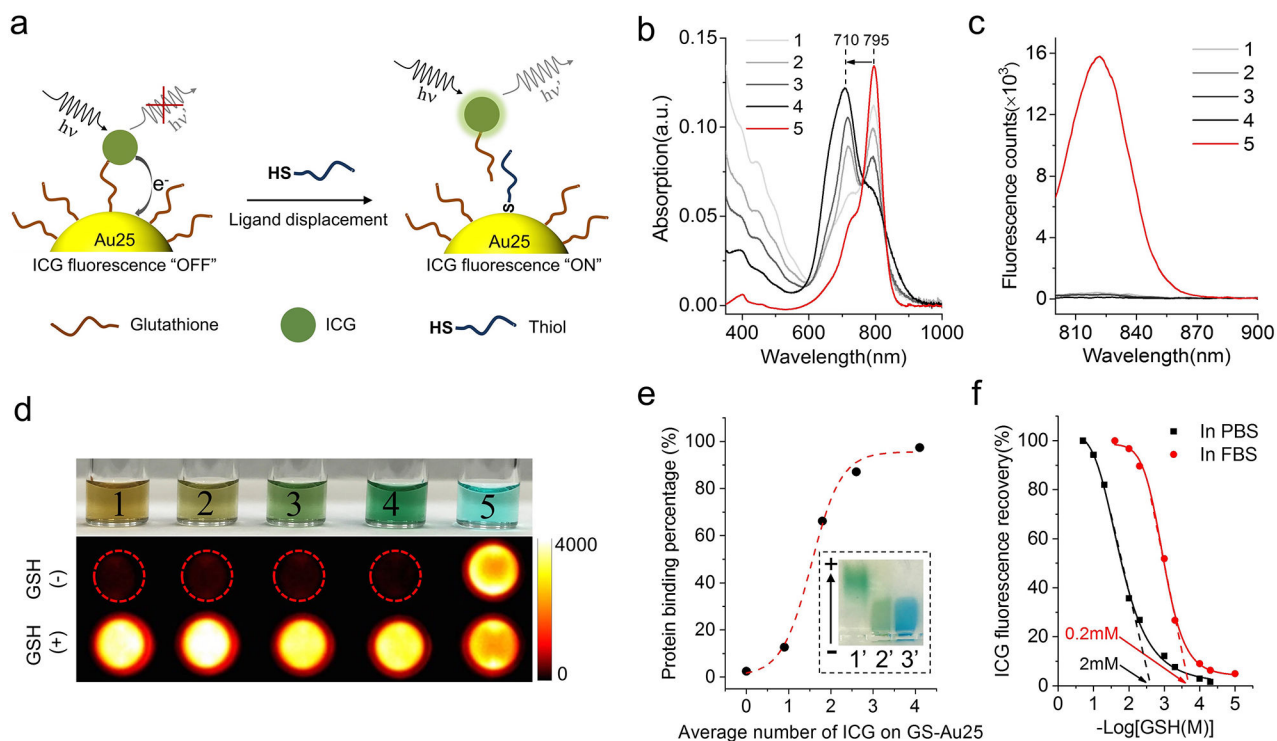 a
hν
hν'
e-
Au25
ICG fluorescence “OFF”
HS
Ligand displacement
hν
hν'
S
Au25
ICG fluorescence “ON”
Glutathione
ICG
HS
Thiol
b
Absorption(a.u.)
0.15
0.10
0.05
0.00
1
2
3
4
5
710
795
400
600
800
1000
Wavelength(nm)
c
Fluorescence counts(×10³)
16
12
8
4
0
1
2
3
4
5
810
840
870
900
Wavelength(nm)
d
1
2
3
4
5
GSH
(-)
GSH
(+)
4000
0
e
Protein binding percentage (%)
100
80
60
40
20
0
+
-
1’
2’
3’
0
1
2
3
4
Average number of ICG on GS-Au25
f
ICG fluorescence recovery(%)
100
80
60
40
20
0
In PBS
In FBS
0.2mM
2mM
0
1
2
3
4
5
-Log[GSH(M)]